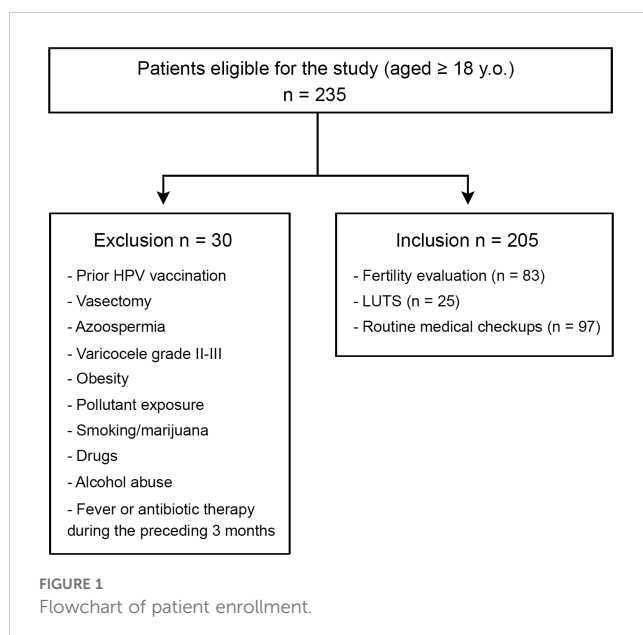 Patients eligible for the study (aged ≥ 18 y.o.)
n = 235
Exclusion n = 30
- Prior HPV vaccination
- Vasectomy
- Azoospermia
- Varicocele grade II-III
- Obesity
- Pollutant exposure
- Smoking/marijuana
- Drugs
- Alcohol abuse
- Fever or antibiotic therapy
during the preceding 3 months
Inclusion n = 205
- Fertility evaluation (n = 83)
- LUTS (n = 25)
- Routine medical checkups (n = 97)
FIGURE 1
Flowchart of patient enrollment.